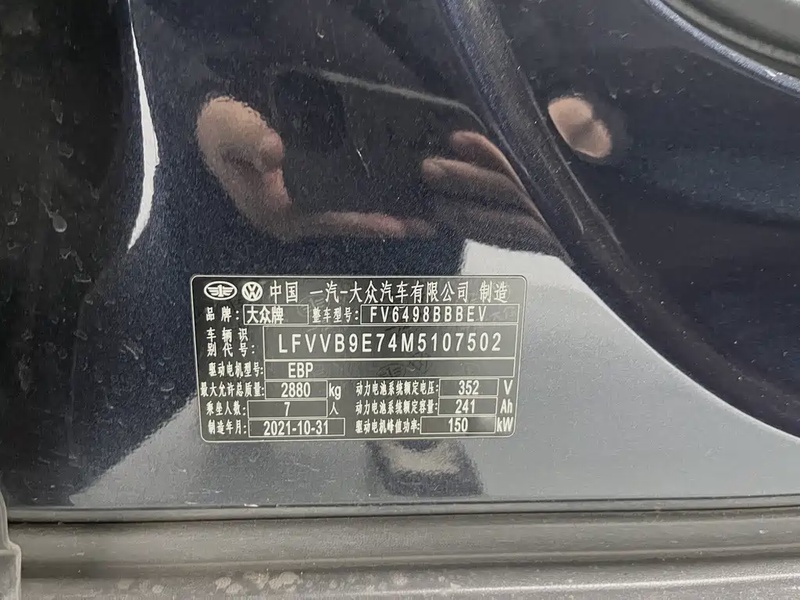 中国 一汽-大众汽车有限公司 制造
品牌: 大众牌 整车型号: FV6498BBBEV
车辆识别代号: LFVVB9E74M5107502
驱动电机型号: EBP
最大允许总质量: 2880 kg 动力电池系统额定电压: 352 V
乘坐人数: 7 人 动力电池系统额定容量: 241 Ah
制造年月: 2021-10-31 驱动电机峰值功率: 150 kW